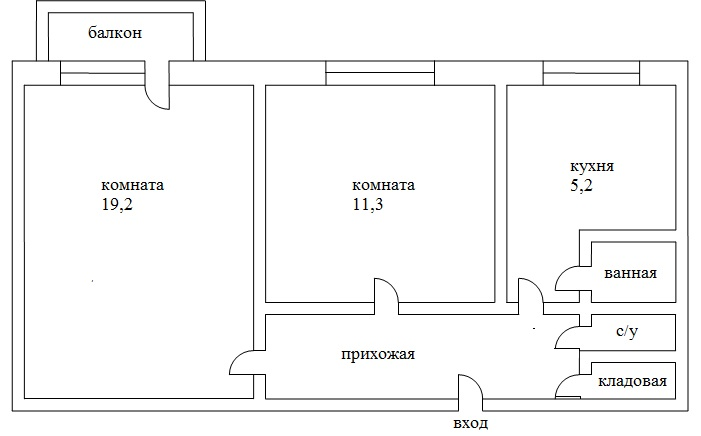 балкон
комната
19,2
комната
11,3
кухня
5,2
ванная
с/у
прихожая
кладовая
вход